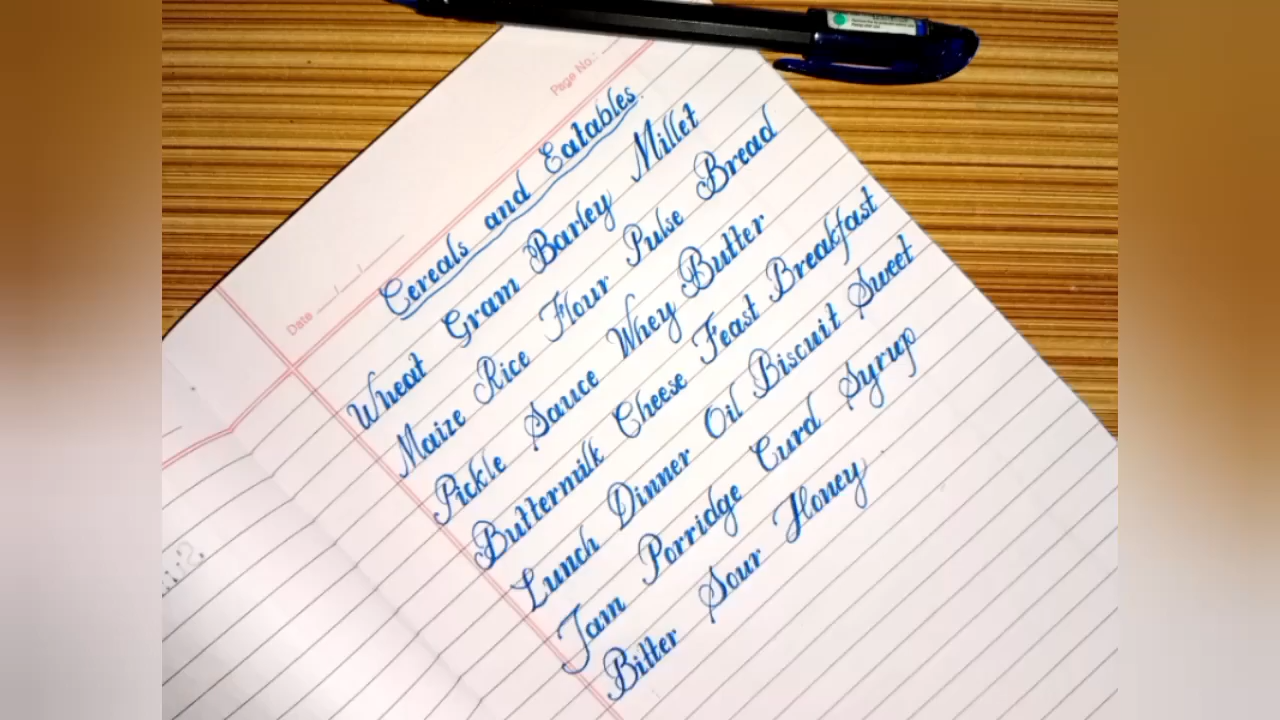 Page No.:
Date
Cereals and Eatables.
Wheat Gram Barley Millet
Maize Rice Flour Pulse Bread
Pickle Sauce Whey Butter
Buttermilk Cheese Feast Breakfast
Lunch Dinner Oil Biscuit Sweet
Jam Porridge Curd Syrup
Bitter Sour Honey